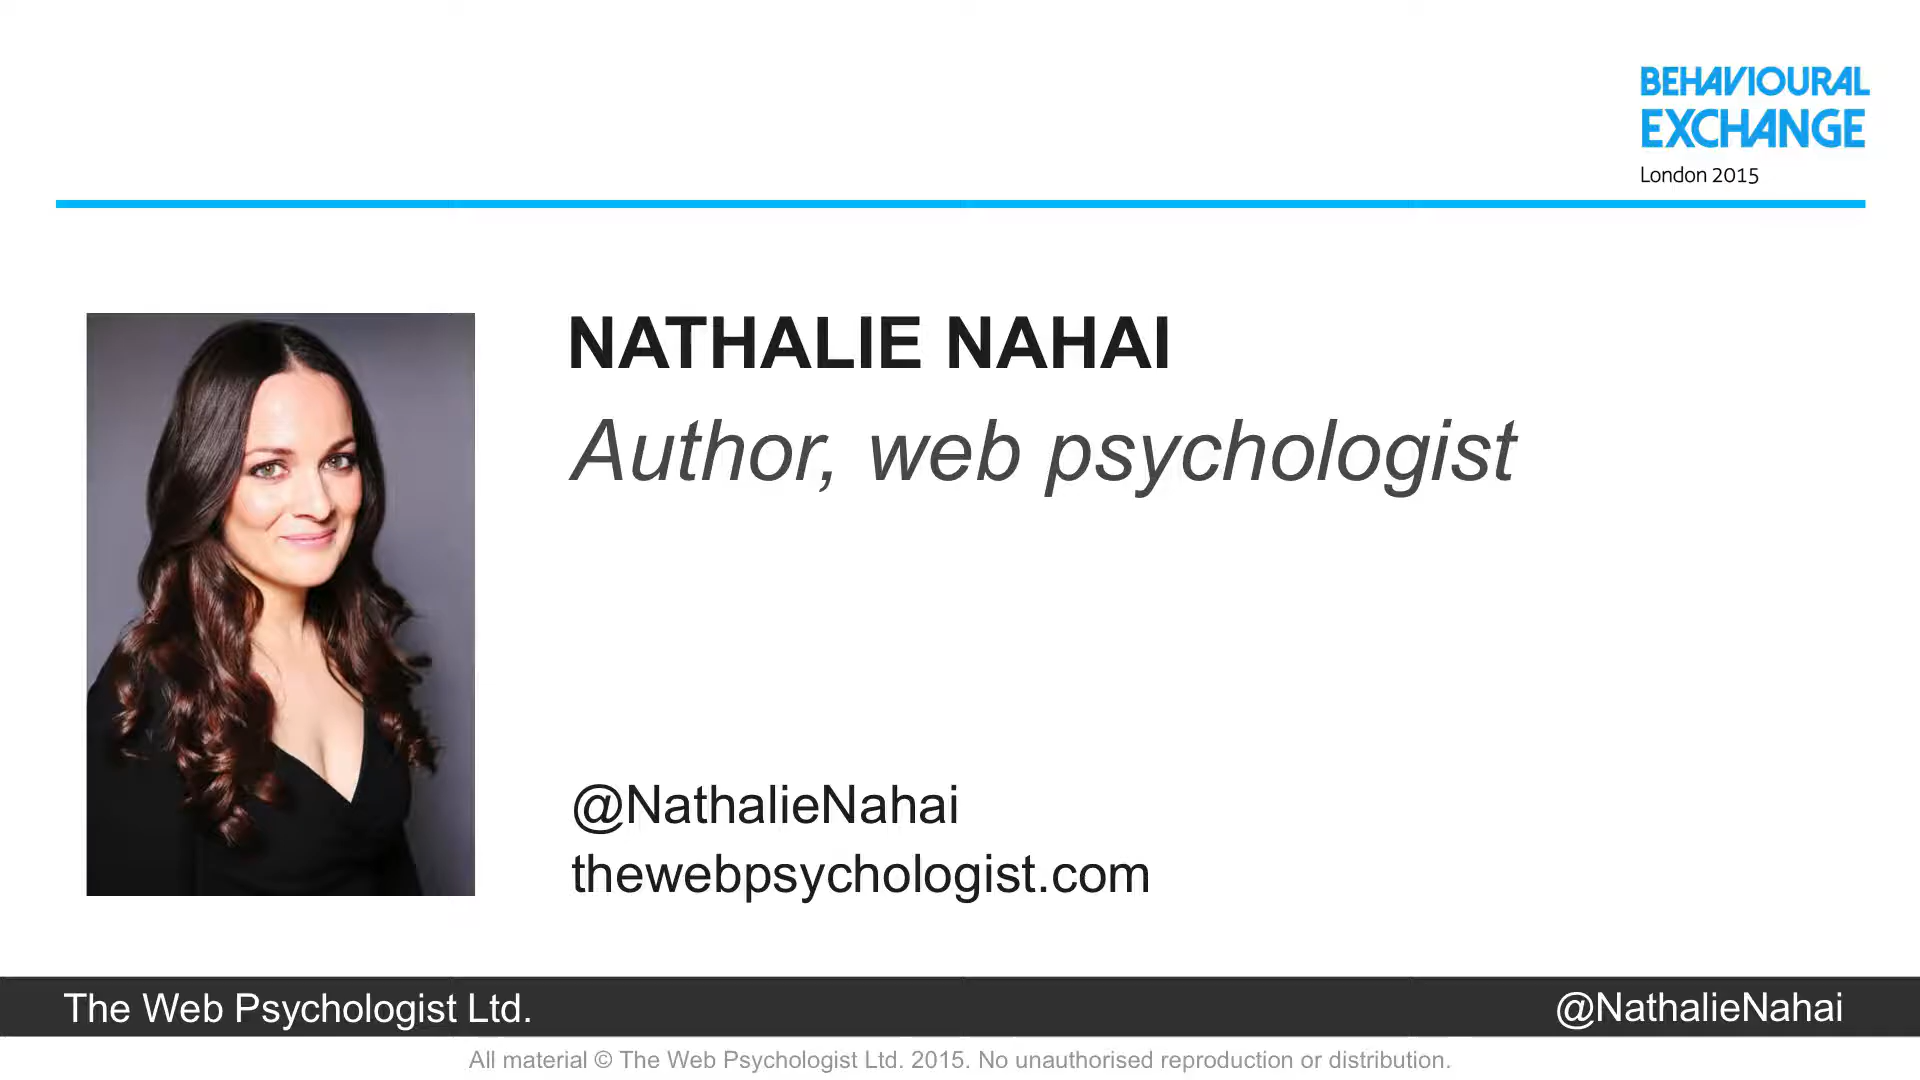 BEHAVIOURAL
EXCHANGE
London 2015
NATHALIE NAHAI
Author, web psychologist
@NathalieNahai
thewebpsychologist.com
The Web Psychologist Ltd.
@NathalieNahai
All material © The Web Psychologist Ltd. 2015. No unauthorised reproduction or distribution.